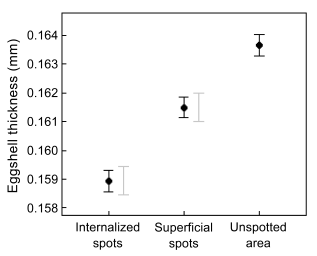 Eggshell thickness (mm)
0.164
0.163
0.162
0.161
0.160
0.159
0.158
Internalized spots
Superficial spots
Unspotted area